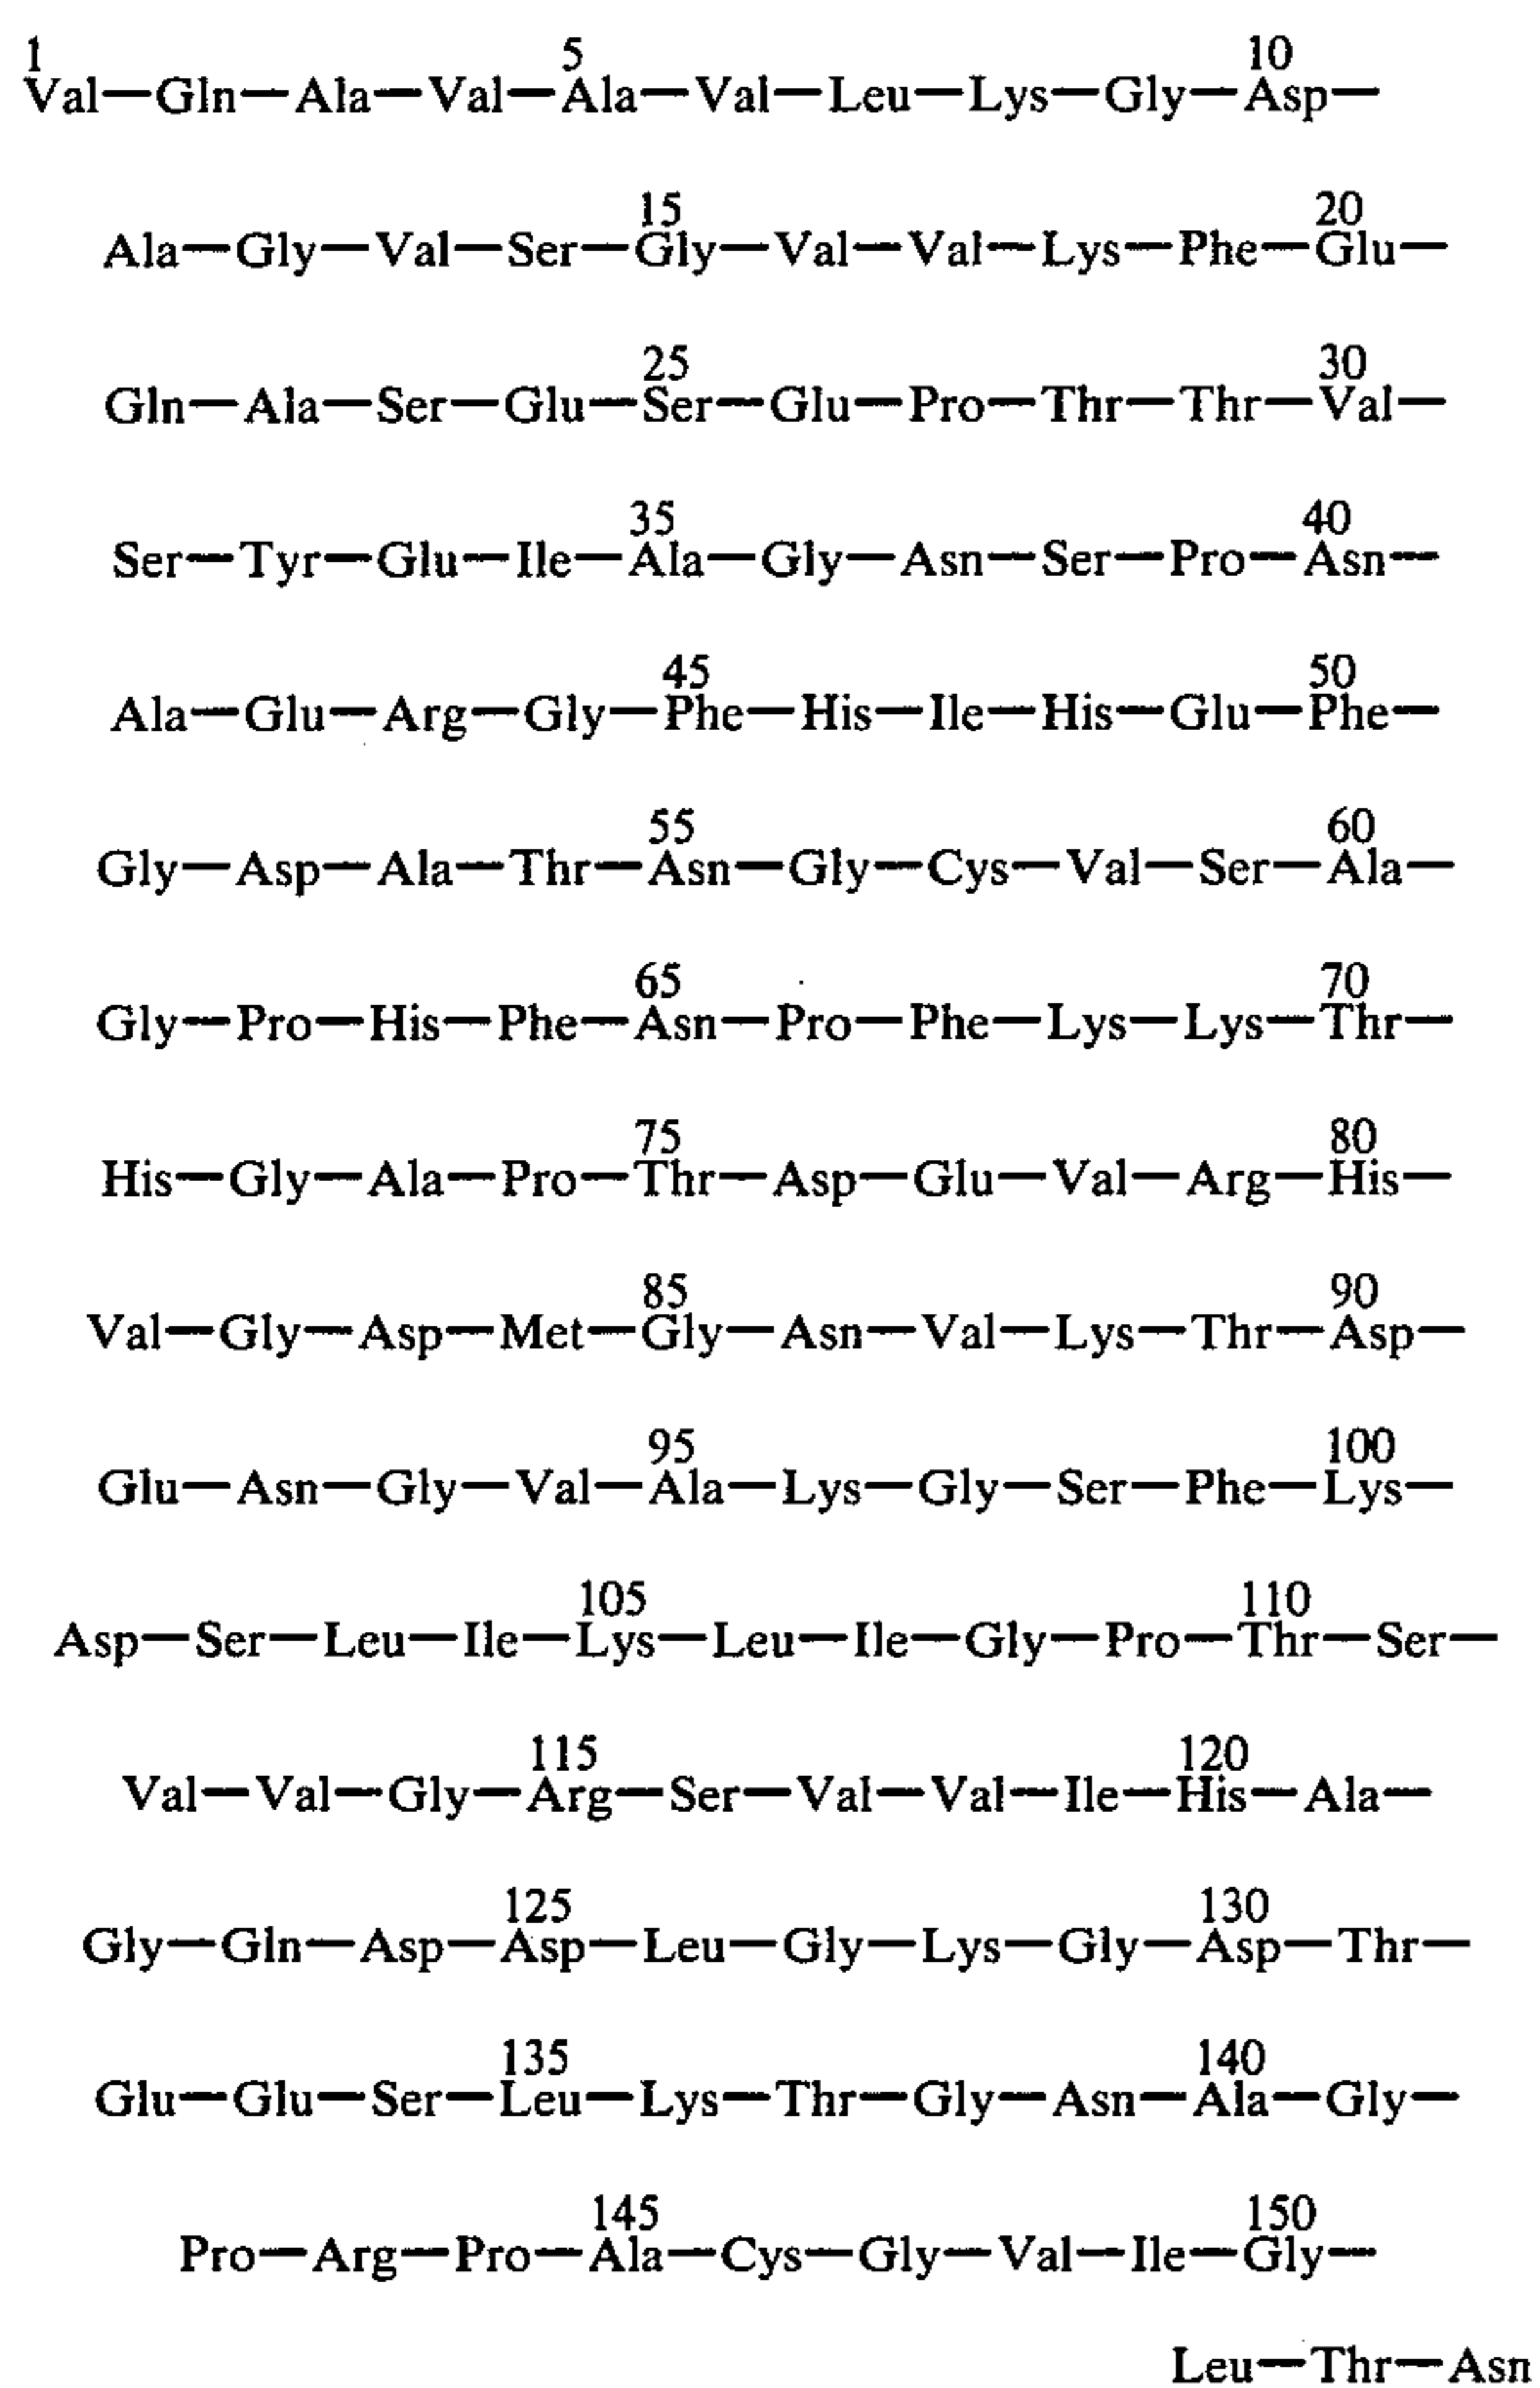 1 5 10
Val—Gln—Ala—Val—Ala—Val—Leu—Lys—Gly—Asp—
15 20
Ala—Gly—Val—Ser—Gly—Val—Val—Lys—Phe—Glu—
25 30
Gln—Ala—Ser—Glu—Ser—Glu—Pro—Thr—Thr—Val—
35 40
Ser—Tyr—Glu—Ile—Ala—Gly—Asn—Ser—Pro—Asn—
45 50
Ala—Glu—Arg—Gly—Phe—His—Ile—His—Glu—Phe—
55 60
Gly—Asp—Ala—Thr—Asn—Gly—Cys—Val—Ser—Ala—
65 70
Gly—Pro—His—Phe—Asn—Pro—Phe—Lys—Lys—Thr—
75 80
His—Gly—Ala—Pro—Thr—Asp—Glu—Val—Arg—His—
85 90
Val—Gly—Asp—Met—Gly—Asn—Val—Lys—Thr—Asp—
95 100
Glu—Asn—Gly—Val—Ala—Lys—Gly—Ser—Phe—Lys—
105 110
Asp—Ser—Leu—Ile—Lys—Leu—Ile—Gly—Pro—Thr—Ser—
115 120
Val—Val—Gly—Arg—Ser—Val—Val—Ile—His—Ala—
125 130
Gly—Gln—Asp—Asp—Leu—Gly—Lys—Gly—Asp—Thr—
135 140
Glu—Glu—Ser—Leu—Lys—Thr—Gly—Asn—Ala—Gly—
145 150
Pro—Arg—Pro—Ala—Cys—Gly—Val—Ile—Gly—
Leu—Thr—Asn